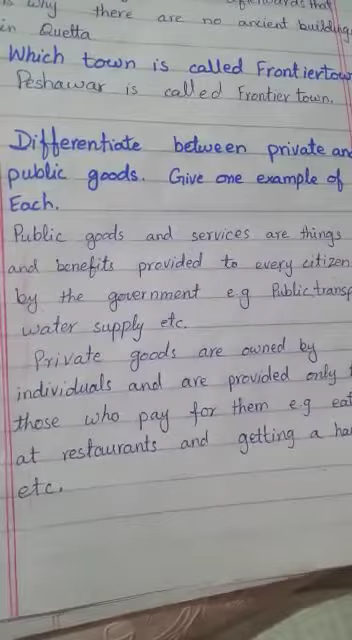 why there are no ancient buildings
in Quetta
Which town is called Frontiertow
Peshawar is called Frontier town.
Differentiate between private an
public goods. Give one example of
Each.
Public goods and services are things
and benefits provided to every citizen
by the government e.g Public transp
water supply etc.
Private goods are owned by
individuals and are provided only
those who pay for them e.g eat
at restaurants and getting a ha
etc.